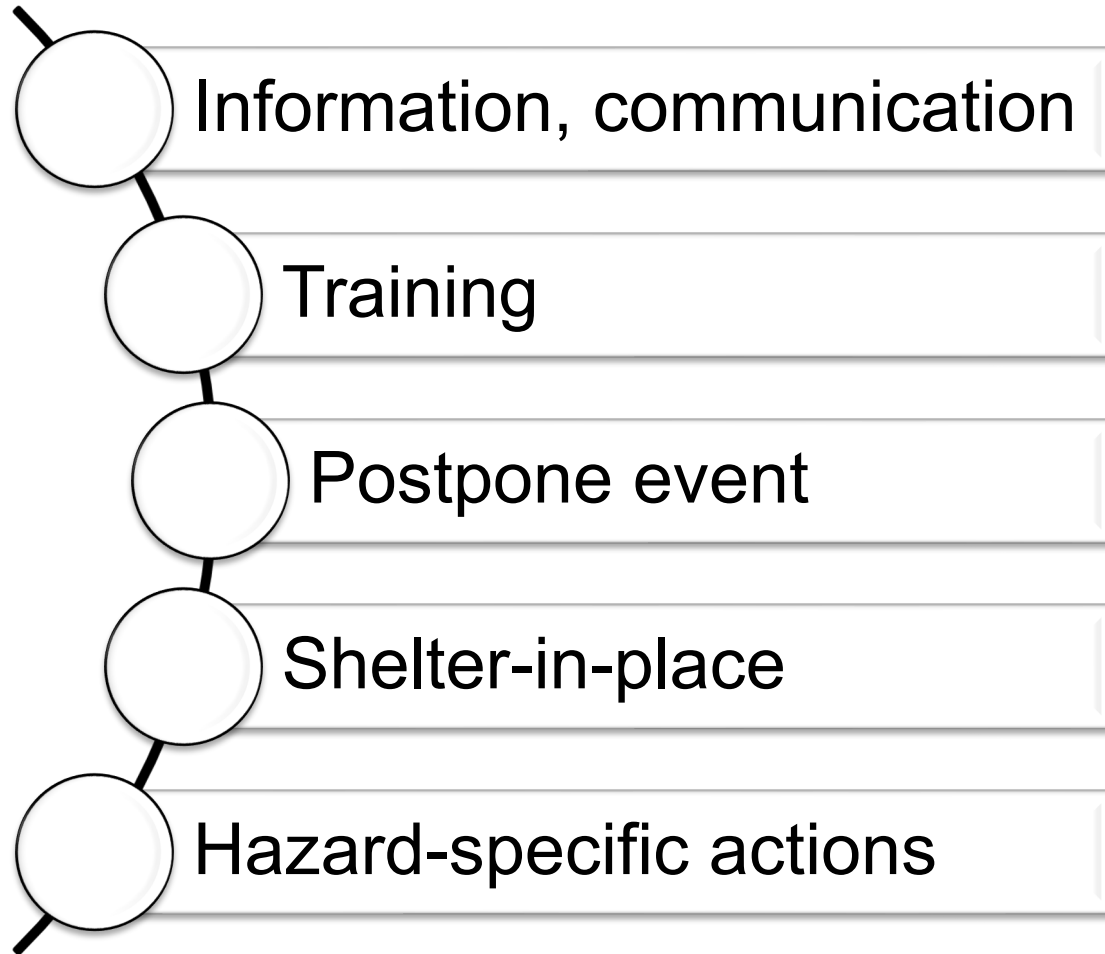 Information, communication
Training
Postpone event
Shelter-in-place
Hazard-specific actions